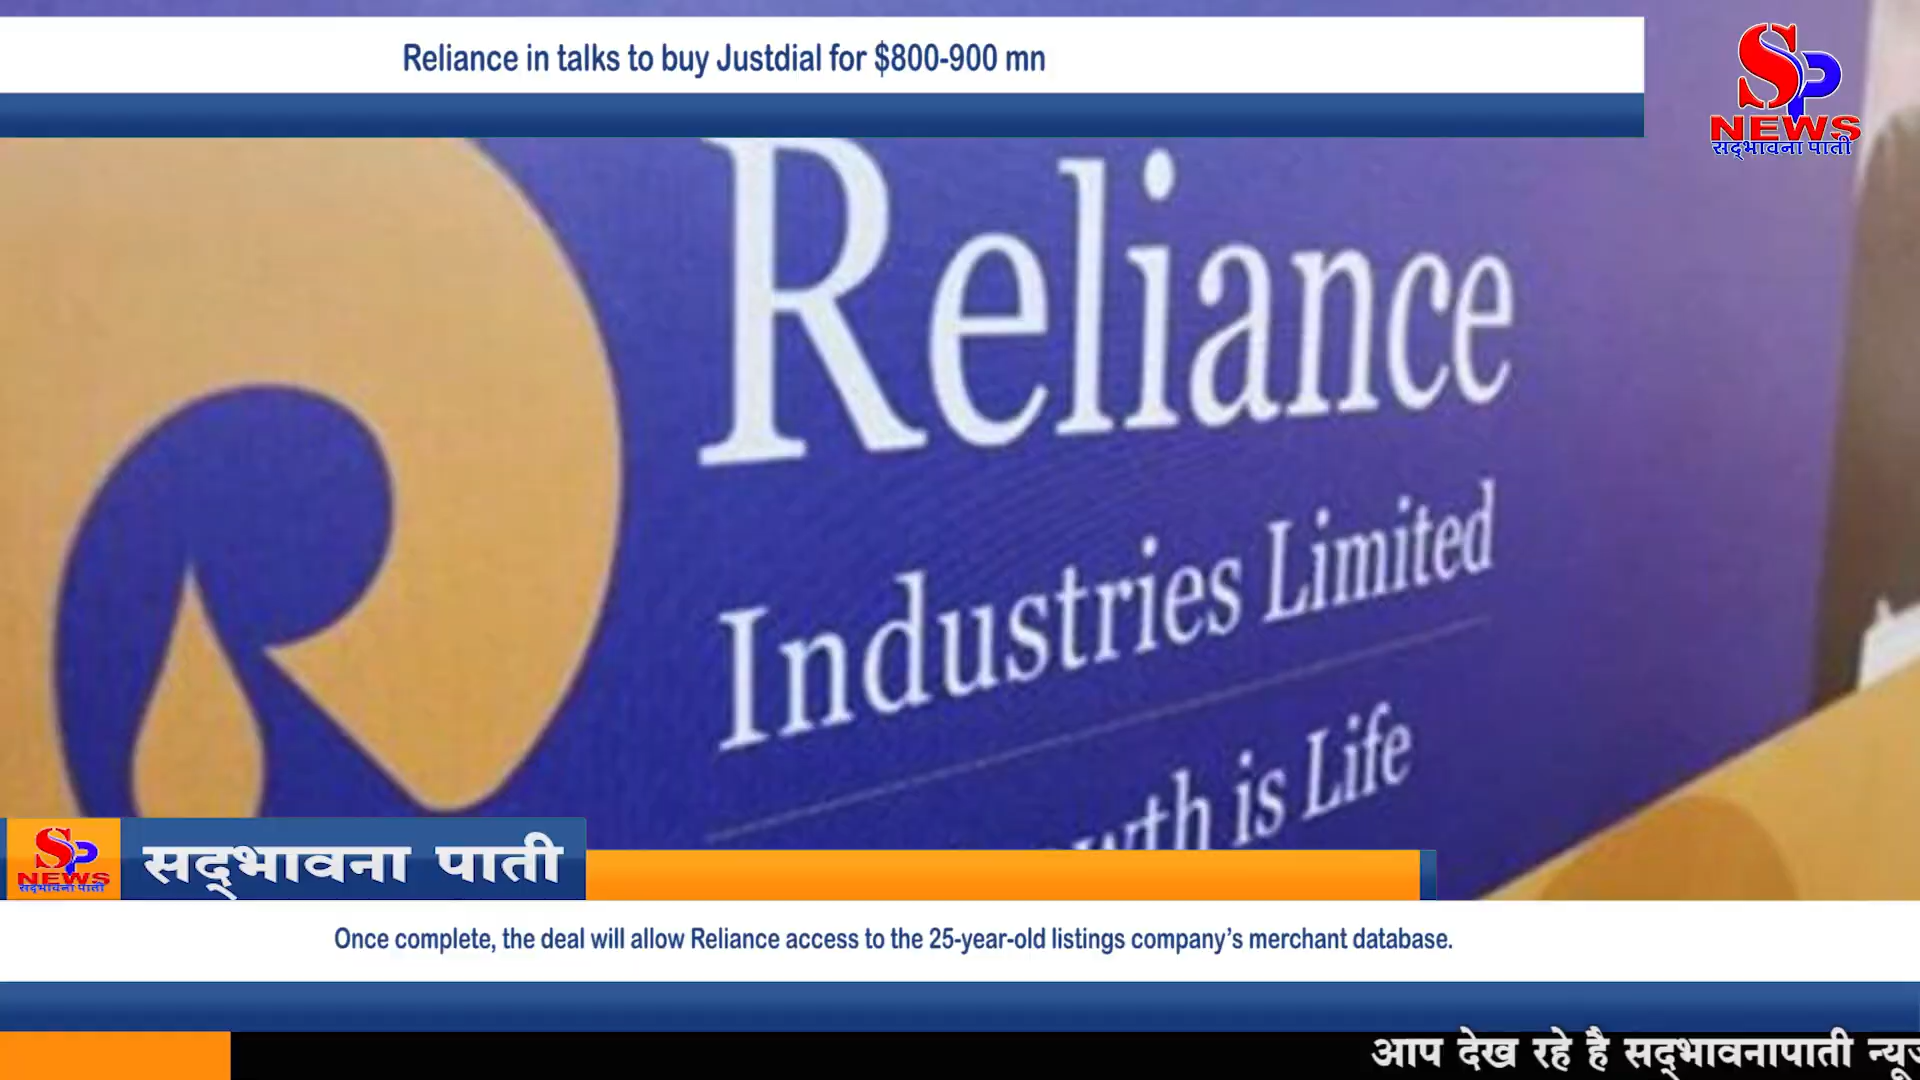 Reliance in talks to buy Justdial for $800-900 mn
SP
NEWS
सद्भावना पाती
Reliance
Industries Limited
is Life
SP
NEWS
सद्भावना पाती
सद्भावना पाती
Once complete, the deal will allow Reliance access to the 25-year-old listings company’s merchant database.
आप देख रहे है सद्भावनापाती